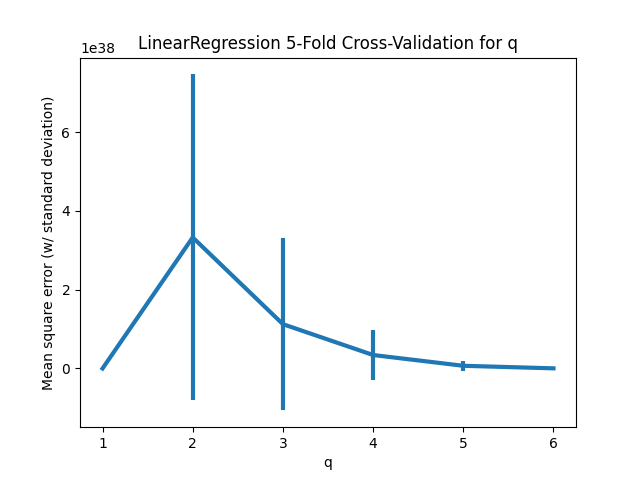 LinearRegression 5-Fold Cross-Validation for q
1e38
Mean square error (w/ standard deviation)
6
4
2
0
1 2 3 4 5 6
q